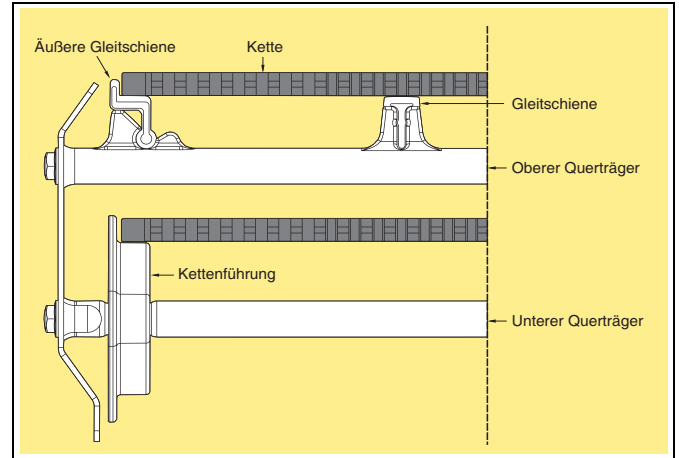 Äußere Gleitschiene
Kette
Gleitschiene
Oberer Querträger
Kettenführung
Unterer Querträger